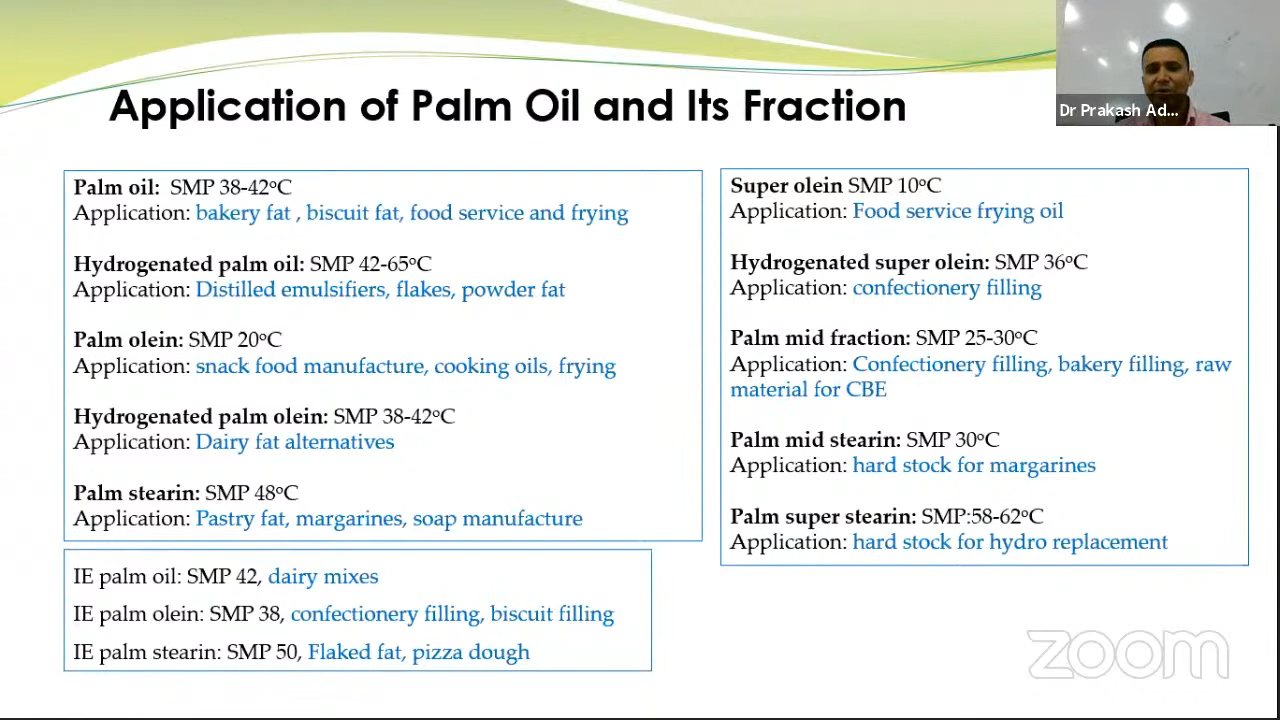 Application of Palm Oil and Its Fraction
Dr Prakash Ad...
Palm oil: SMP 38-42ºC
Application: bakery fat , biscuit fat, food service and frying
Hydrogenated palm oil: SMP 42-65ºC
Application: Distilled emulsifiers, flakes, powder fat
Palm olein: SMP 20ºC
Application: snack food manufacture, cooking oils, frying
Hydrogenated palm olein: SMP 38-42ºC
Application: Dairy fat alternatives
Palm stearin: SMP 48ºC
Application: Pastry fat, margarines, soap manufacture
IE palm oil: SMP 42, dairy mixes
IE palm olein: SMP 38, confectionery filling, biscuit filling
IE palm stearin: SMP 50, Flaked fat, pizza dough
Super olein SMP 10ºC
Application: Food service frying oil
Hydrogenated super olein: SMP 36ºC
Application: confectionery filling
Palm mid fraction: SMP 25-30ºC
Application: Confectionery filling, bakery filling, raw
material for CBE
Palm mid stearin: SMP 30ºC
Application: hard stock for margarines
Palm super stearin: SMP:58-62ºC
Application: hard stock for hydro replacement
zoom